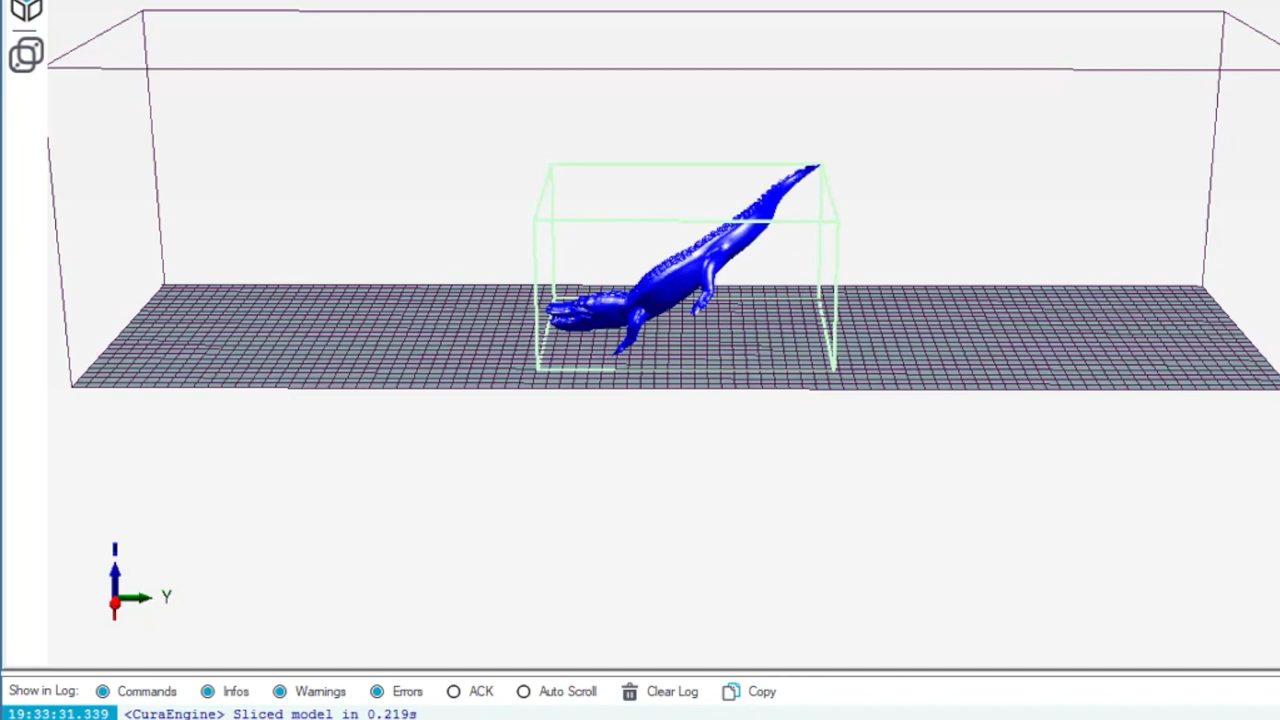 Y
Show in Log: Commands Infos Warnings Errors ACK Auto Scroll Clear Log Copy
19:33:31.339 <CuraEngine> Sliced model in 0.219s